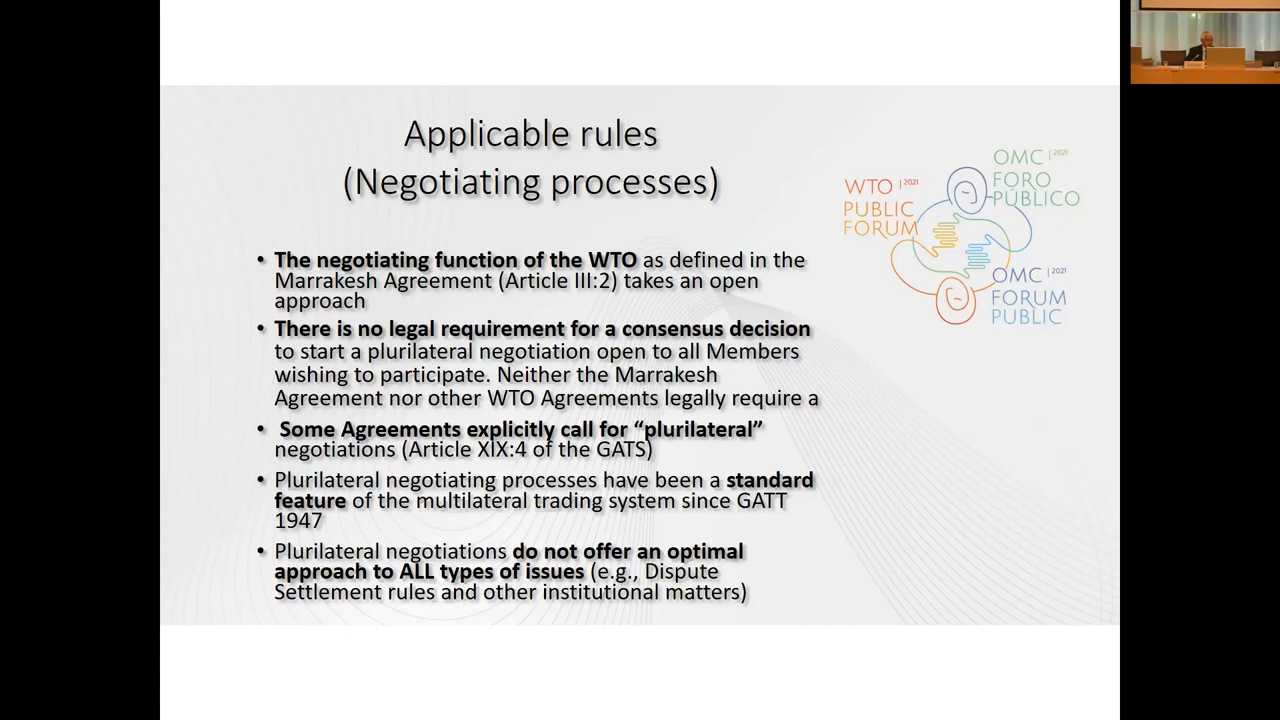 Applicable rules
(Negotiating processes)
• The negotiating function of the WTO as defined in the
Marrakesh Agreement (Article III:2) takes an open
approach
• There is no legal requirement for a consensus decision
to start a plurilateral negotiation open to all Members
wishing to participate. Neither the Marrakesh
Agreement nor other WTO Agreements legally require a
• Some Agreements explicitly call for “plurilateral”
negotiations (Article XIX:4 of the GATS)
• Plurilateral negotiating processes have been a standard
feature of the multilateral trading system since GATT
1947
• Plurilateral negotiations do not offer an optimal
approach to ALL types of issues (e.g., Dispute
Settlement rules and other institutional matters)
OMC | 2021
FORO
PÚBLICO
WTO | 2021
PUBLIC
FORUM
OMC | 2021
FORUM
PUBLIC